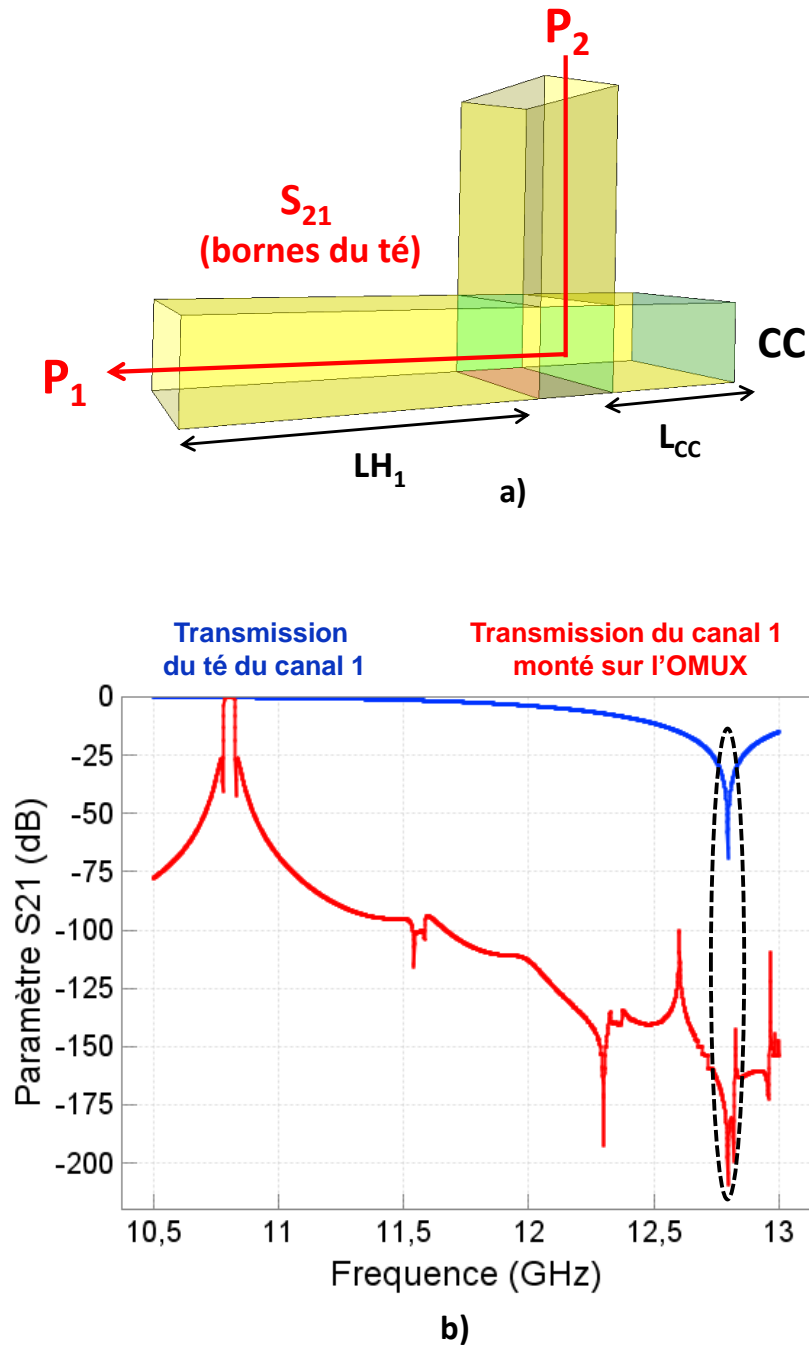 P2
S21
(bornes du té)
P1
CC
LH1
LCC
a)
Transmission
du té du canal 1
Transmission du canal 1
monté sur l'OMUX
0
-25
-50
-75
-100
-125
-150
-175
-200
Paramètre S21 (dB)
10,5
11
11,5
12
12,5
13
Frequence (GHz)
b)